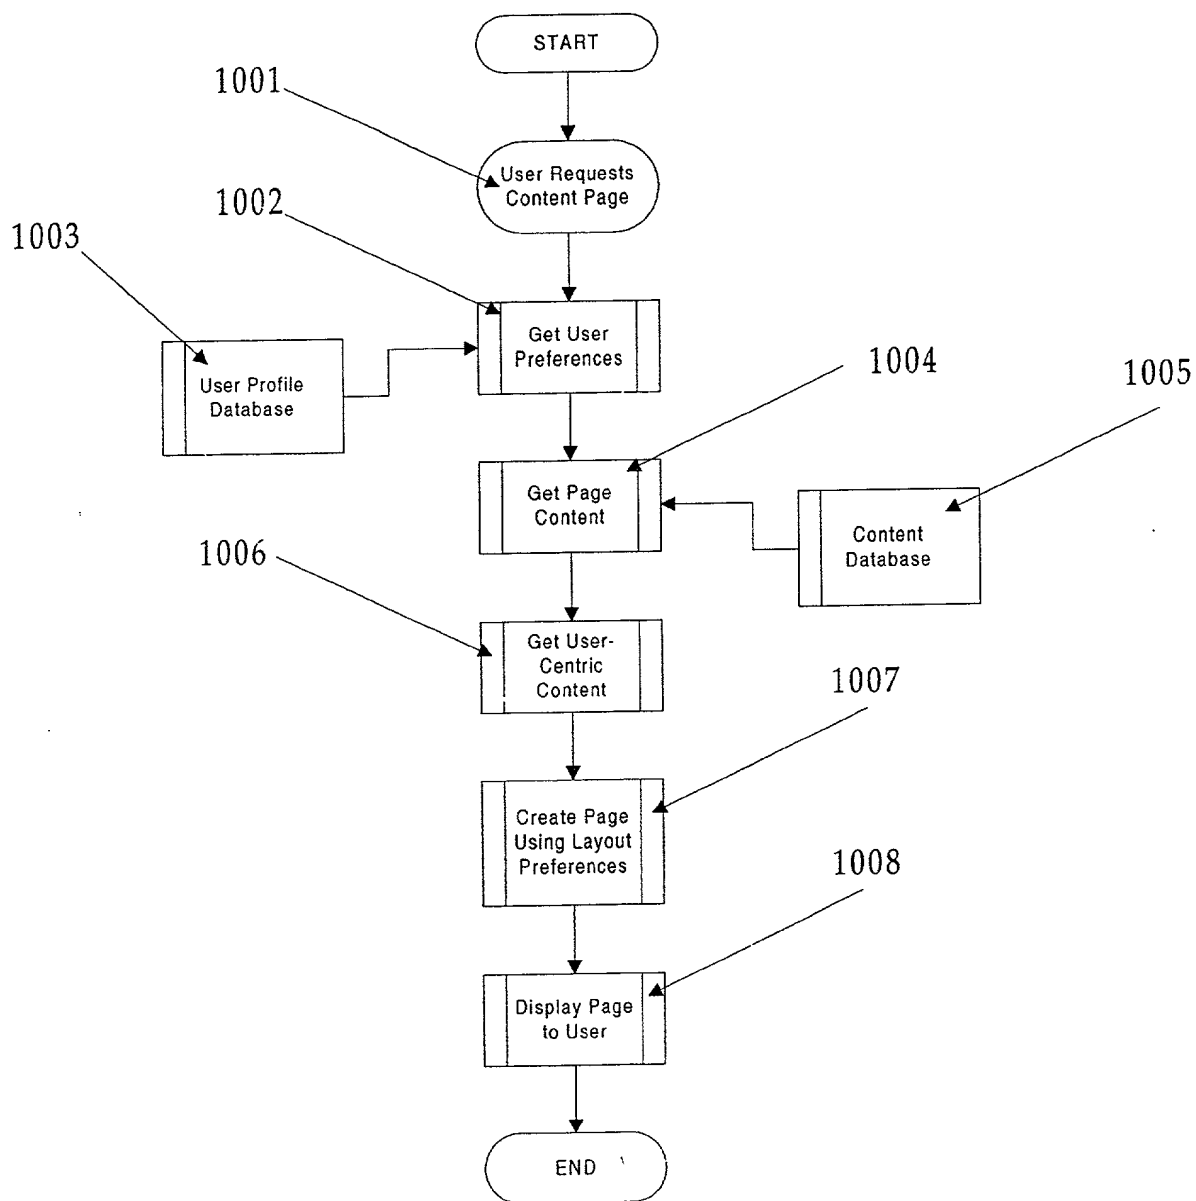 START
1001
User Requests
Content Page
1002
1003
Get User
Preferences
User Profile
Database
1004
1005
Get Page
Content
Content
Database
1006
Get User-
Centric
Content
1007
Create Page
Using Layout
Preferences
1008
Display Page
to User
END